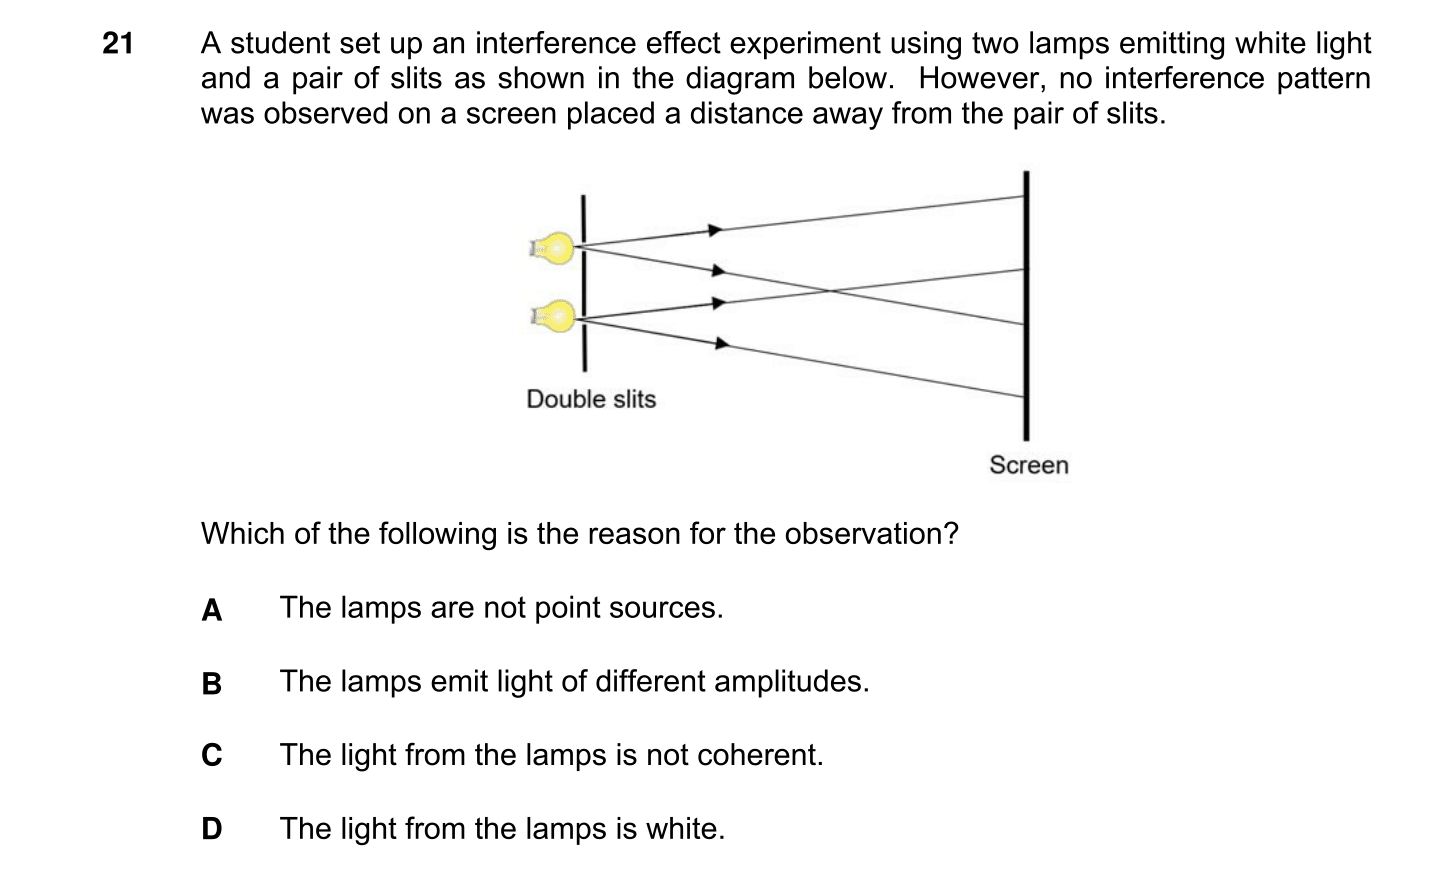 21 A student set up an interference effect experiment using two lamps emitting white light
and a pair of slits as shown in the diagram below. However, no interference pattern
was observed on a screen placed a distance away from the pair of slits.
Double slits
Screen
Which of the following is the reason for the observation?
A The lamps are not point sources.
B The lamps emit light of different amplitudes.
C The light from the lamps is not coherent.
D The light from the lamps is white.